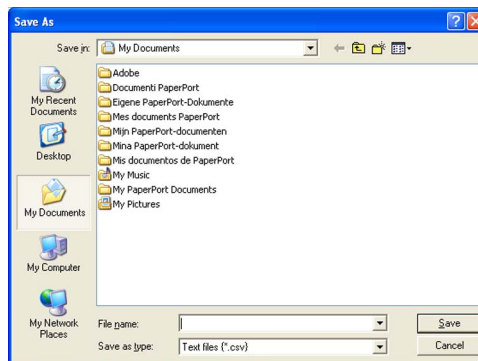 Save As
Save in:
My Documents
My Recent
Documents
Desktop
My Documents
My Computer
My Network
Places
Adobe
Documenti PaperPort
Eigene PaperPort-Dokumente
Mes documents PaperPort
Mijn PaperPort-documenten
Mina PaperPort-dokument
Mis documentos de PaperPort
My Music
My PaperPort Documents
My Pictures
File name:
Save
Save as type:
Text files {*.csv}
Cancel